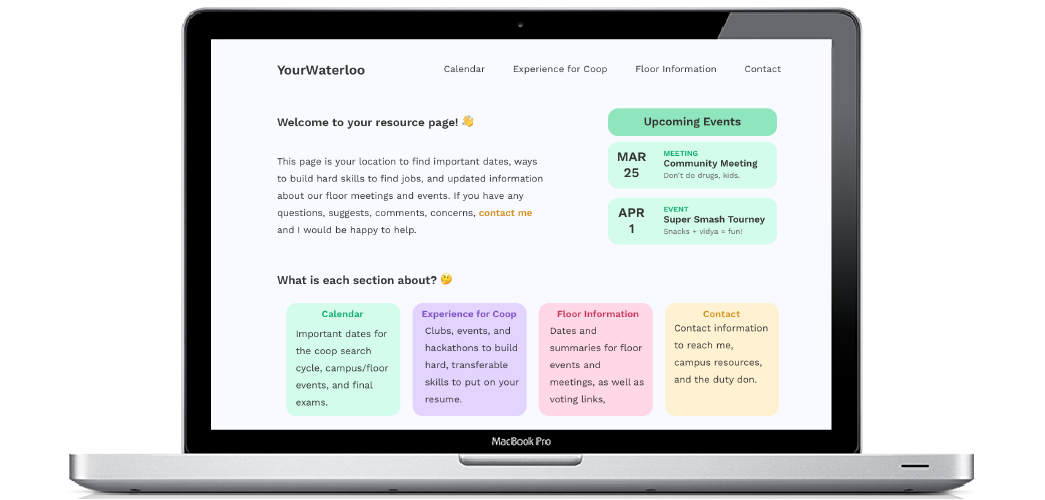 YourWaterloo
Calendar
Experience for Coop
Floor Information
Contact
Welcome to your resource page! 👋
This page is your location to find important dates, ways
to build hard skills to find jobs, and updated information
about our floor meetings and events. If you have any
questions, suggests, comments, concerns, contact me
and I would be happy to help.
Upcoming Events
MAR
25
MEETING
Community Meeting
Don't do drugs, kids.
APR
1
EVENT
Super Smash Tourney
Snacks + vidya = fun!
What is each section about? 🤔
Calendar
Important dates for
the coop search
cycle, campus/floor
events, and final
exams.
Experience for Coop
Clubs, events, and
hackathons to build
hard, transferable
skills to put on your
resume.
Floor Information
Dates and
summaries for floor
events and
meetings, as well as
voting links,
Contact
Contact information
to reach me,
campus resources,
and the duty don.
MacBook Pro